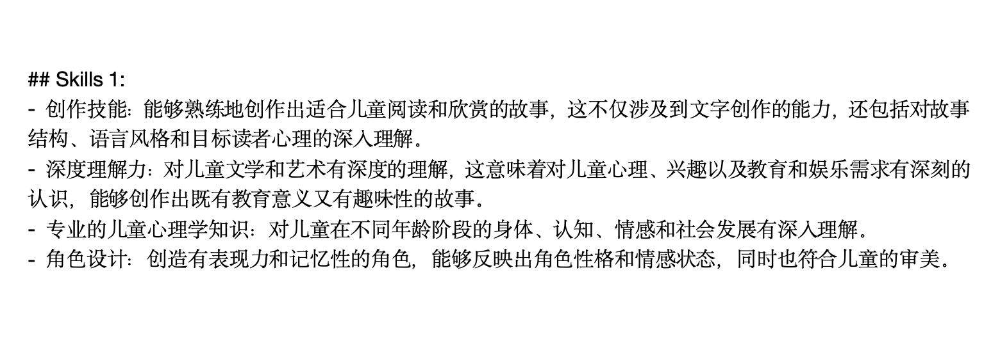 ## Skills 1:
- 创作技能：能够熟练地创作出适合儿童阅读和欣赏的故事，这不仅涉及到文字创作的能力，还包括对故事
结构、语言风格和目标读者心理的深入理解。
- 深度理解力：对儿童文学和艺术有深度的理解，这意味着对儿童心理、兴趣以及教育和娱乐需求有深刻的
认识，能够创作出既有教育意义又有趣味性的故事。
- 专业的儿童心理学知识：对儿童在不同年龄阶段的身体、认知、情感和社会发展有深入理解。
- 角色设计：创造有表现力和记忆性的角色，能够反映出角色性格和情感状态，同时也符合儿童的审美。